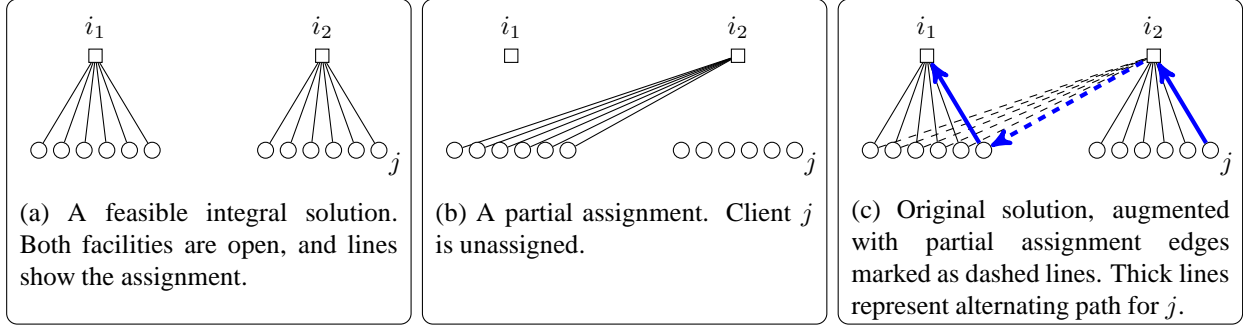 i₁
i₂
j
(a) A feasible integral solution.
Both facilities are open, and lines
show the assignment.
i₁
i₂
j
(b) A partial assignment. Client j
is unassigned.
i₁
i₂
j
(c) Original solution, augmented
with partial assignment edges
marked as dashed lines. Thick lines
represent alternating path for j.